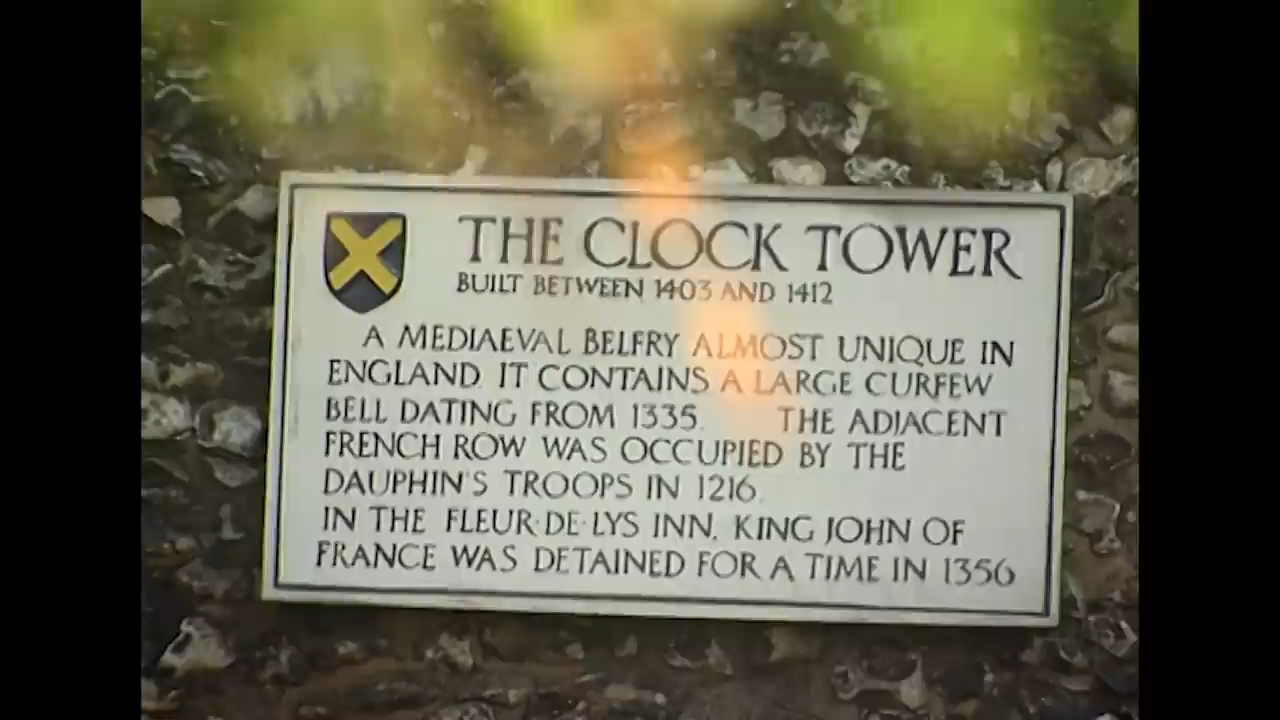 THE CLOCK TOWER
BUILT BETWEEN 1403 AND 1412
A MEDIAEVAL BELFRY ALMOST UNIQUE IN
ENGLAND. IT CONTAINS A LARGE CURFEW
BELL DATING FROM 1335. THE ADJACENT
FRENCH ROW WAS OCCUPIED BY THE
DAUPHIN'S TROOPS IN 1216.
IN THE FLEUR·DE·LYS INN, KING JOHN OF
FRANCE WAS DETAINED FOR A TIME IN 1356